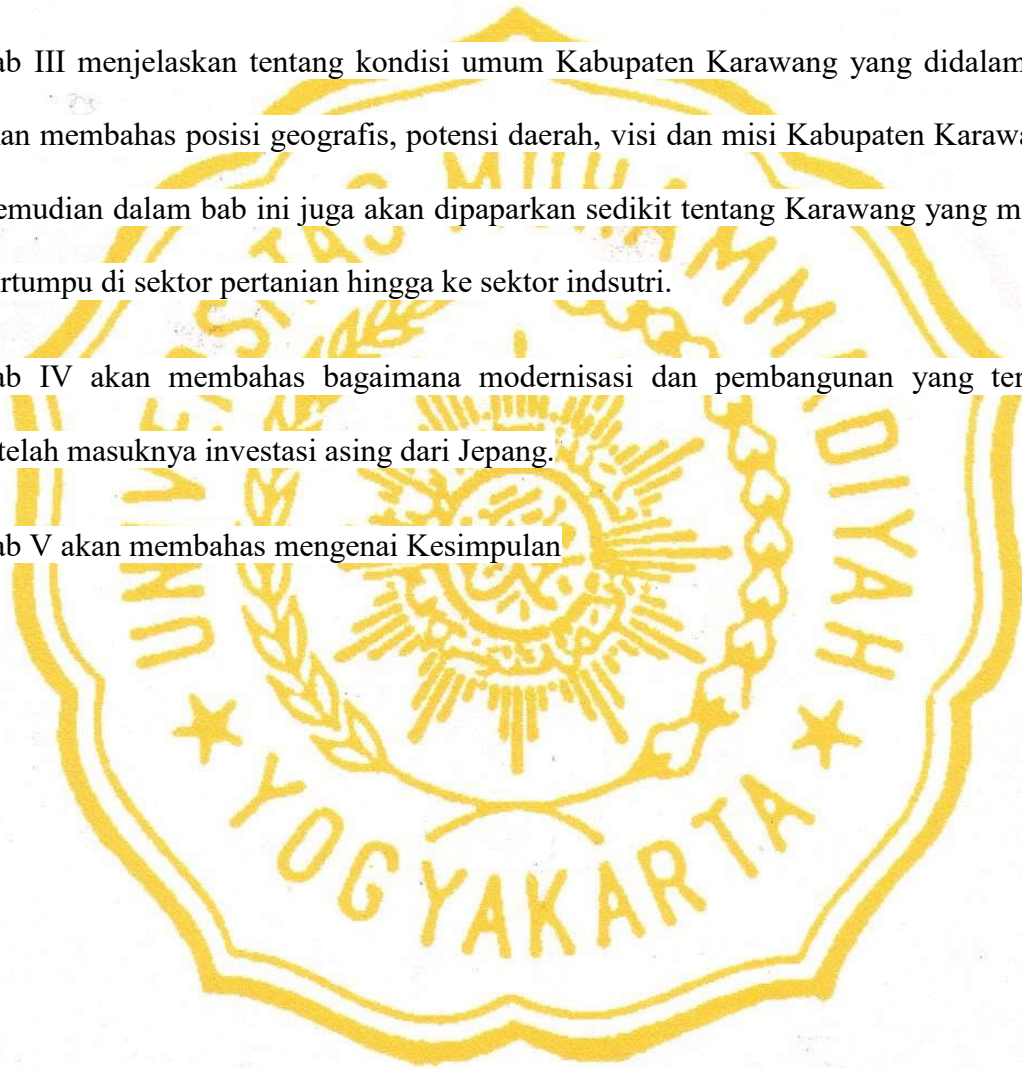 ab III menjelaskan tentang kondisi umum Kabupaten Karawang yang didalam
an membahas posisi geografis, potensi daerah, visi dan misi Kabupaten Karawa
emudian dalam bab ini juga akan dipaparkan sedikit tentang Karawang yang m
rtumpu di sektor pertanian hingga ke sektor indsutri.
ab IV akan membahas bagaimana modernisasi dan pembangunan yang ter
telah masuknya investasi asing dari Jepang.
ab V akan membahas mengenai Kesimpulan
UNIVERSITAS MUHAMMADIYAH
YOGYAKARTA